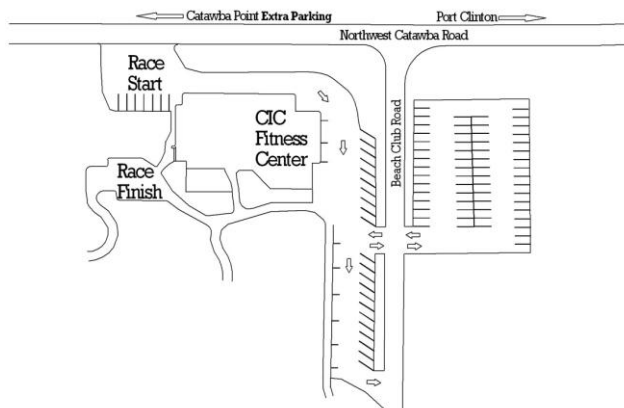 Catawba Point Extra Parking
Port Clinton
Northwest Catawba Road
Race
Start
CIC
Fitness
Center
Beach Club Road
Race
Finish